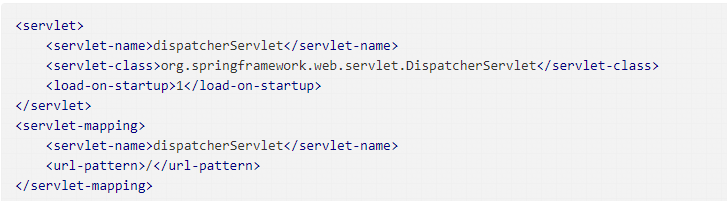 <servlet>
    <servlet-name>dispatcherServlet</servlet-name>
    <servlet-class>org.springframework.web.servlet.DispatcherServlet</servlet-class>
    <load-on-startup>1</load-on-startup>
</servlet>
<servlet-mapping>
    <servlet-name>dispatcherServlet</servlet-name>
    <url-pattern>/</url-pattern>
</servlet-mapping>